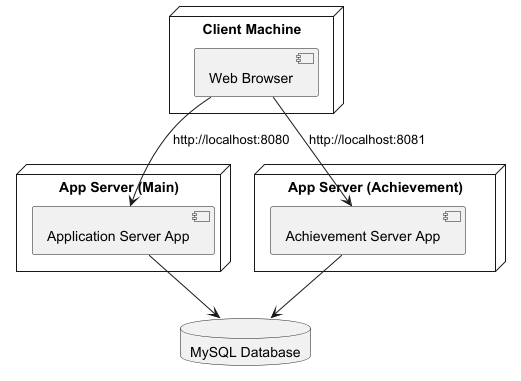 Client Machine
Web Browser
http://localhost:8080
http://localhost:8081
App Server (Main)
App Server (Achievement)
Application Server App
Achievement Server App
MySQL Database